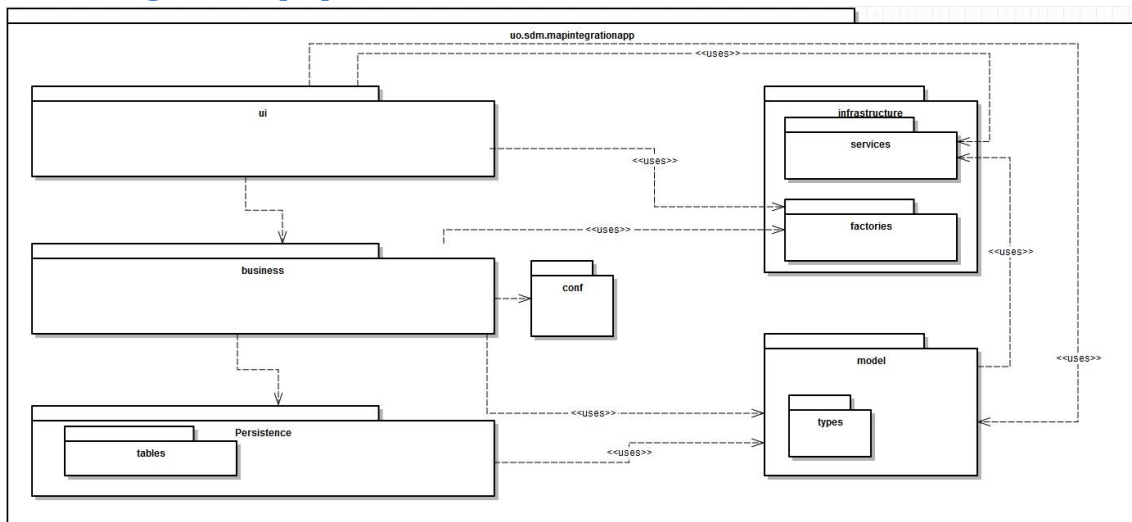 uo.sdm.mapintegrationapp
<<uses>>
ui
infrastructure
services
<<uses>>
factories
<<uses>>
<<uses>>
business
conf
model
<<uses>>
types
<<uses>>
Persistence
tables
<<uses>>